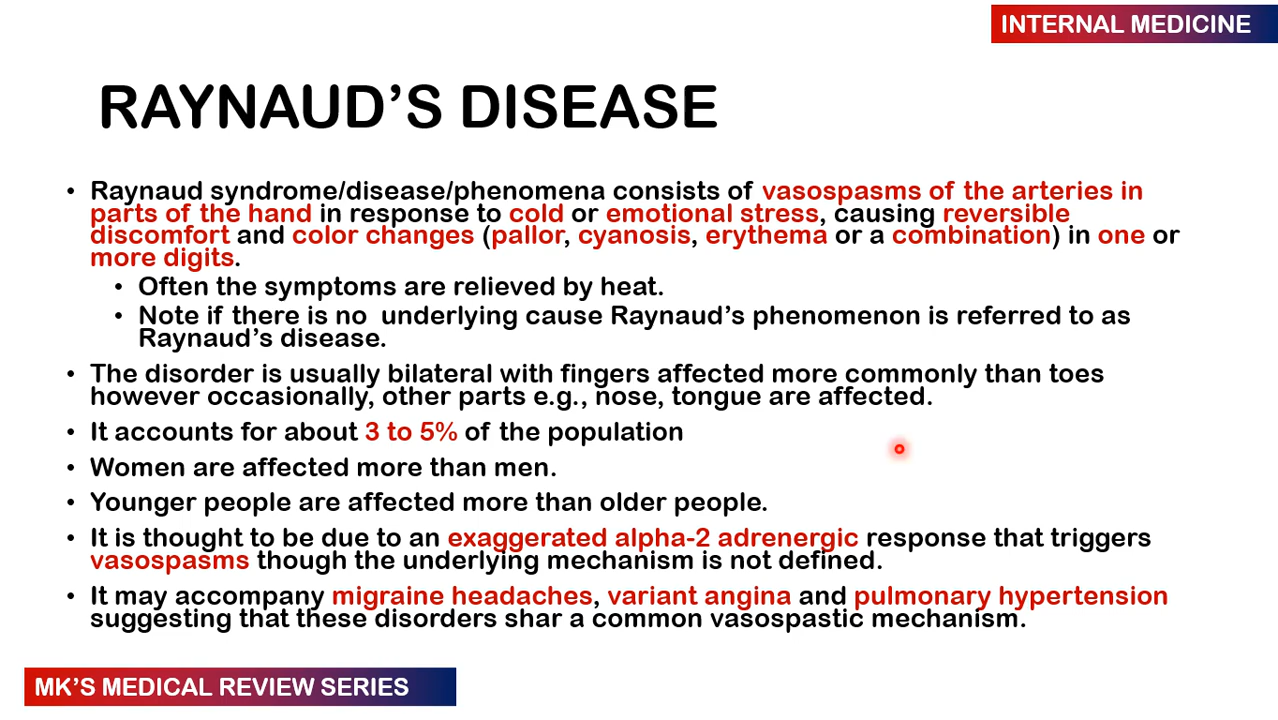 INTERNAL MEDICINE
RAYNAUD’S DISEASE
• Raynaud syndrome/disease/phenomena consists of vasospasms of the arteries in
parts of the hand in response to cold or emotional stress, causing reversible
discomfort and color changes (pallor, cyanosis, erythema or a combination) in one or
more digits.
• Often the symptoms are relieved by heat.
• Note if there is no underlying cause Raynaud’s phenomenon is referred to as
Raynaud’s disease.
• The disorder is usually bilateral with fingers affected more commonly than toes
however occasionally, other parts e.g., nose, tongue are affected.
• It accounts for about 3 to 5% of the population
• Women are affected more than men.
• Younger people are affected more than older people.
• It is thought to be due to an exaggerated alpha-2 adrenergic response that triggers
vasospasms though the underlying mechanism is not defined.
• It may accompany migraine headaches, variant angina and pulmonary hypertension
suggesting that these disorders shar a common vasospastic mechanism.
MK’S MEDICAL REVIEW SERIES